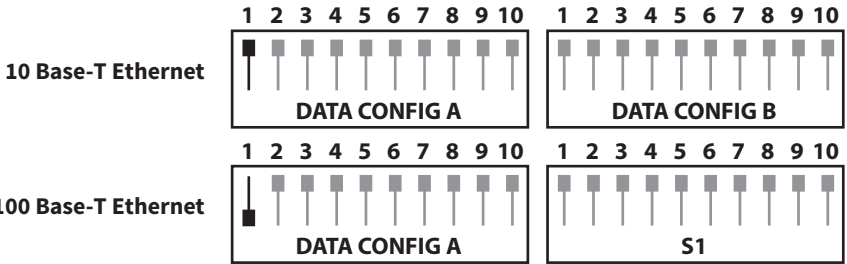 1 2 3 4 5 6 7 8 9 10 1 2 3 4 5 6 7 8 9 10
10 Base-T Ethernet
DATA CONFIG A DATA CONFIG B
1 2 3 4 5 6 7 8 9 10 1 2 3 4 5 6 7 8 9 10
100 Base-T Ethernet
DATA CONFIG A S1